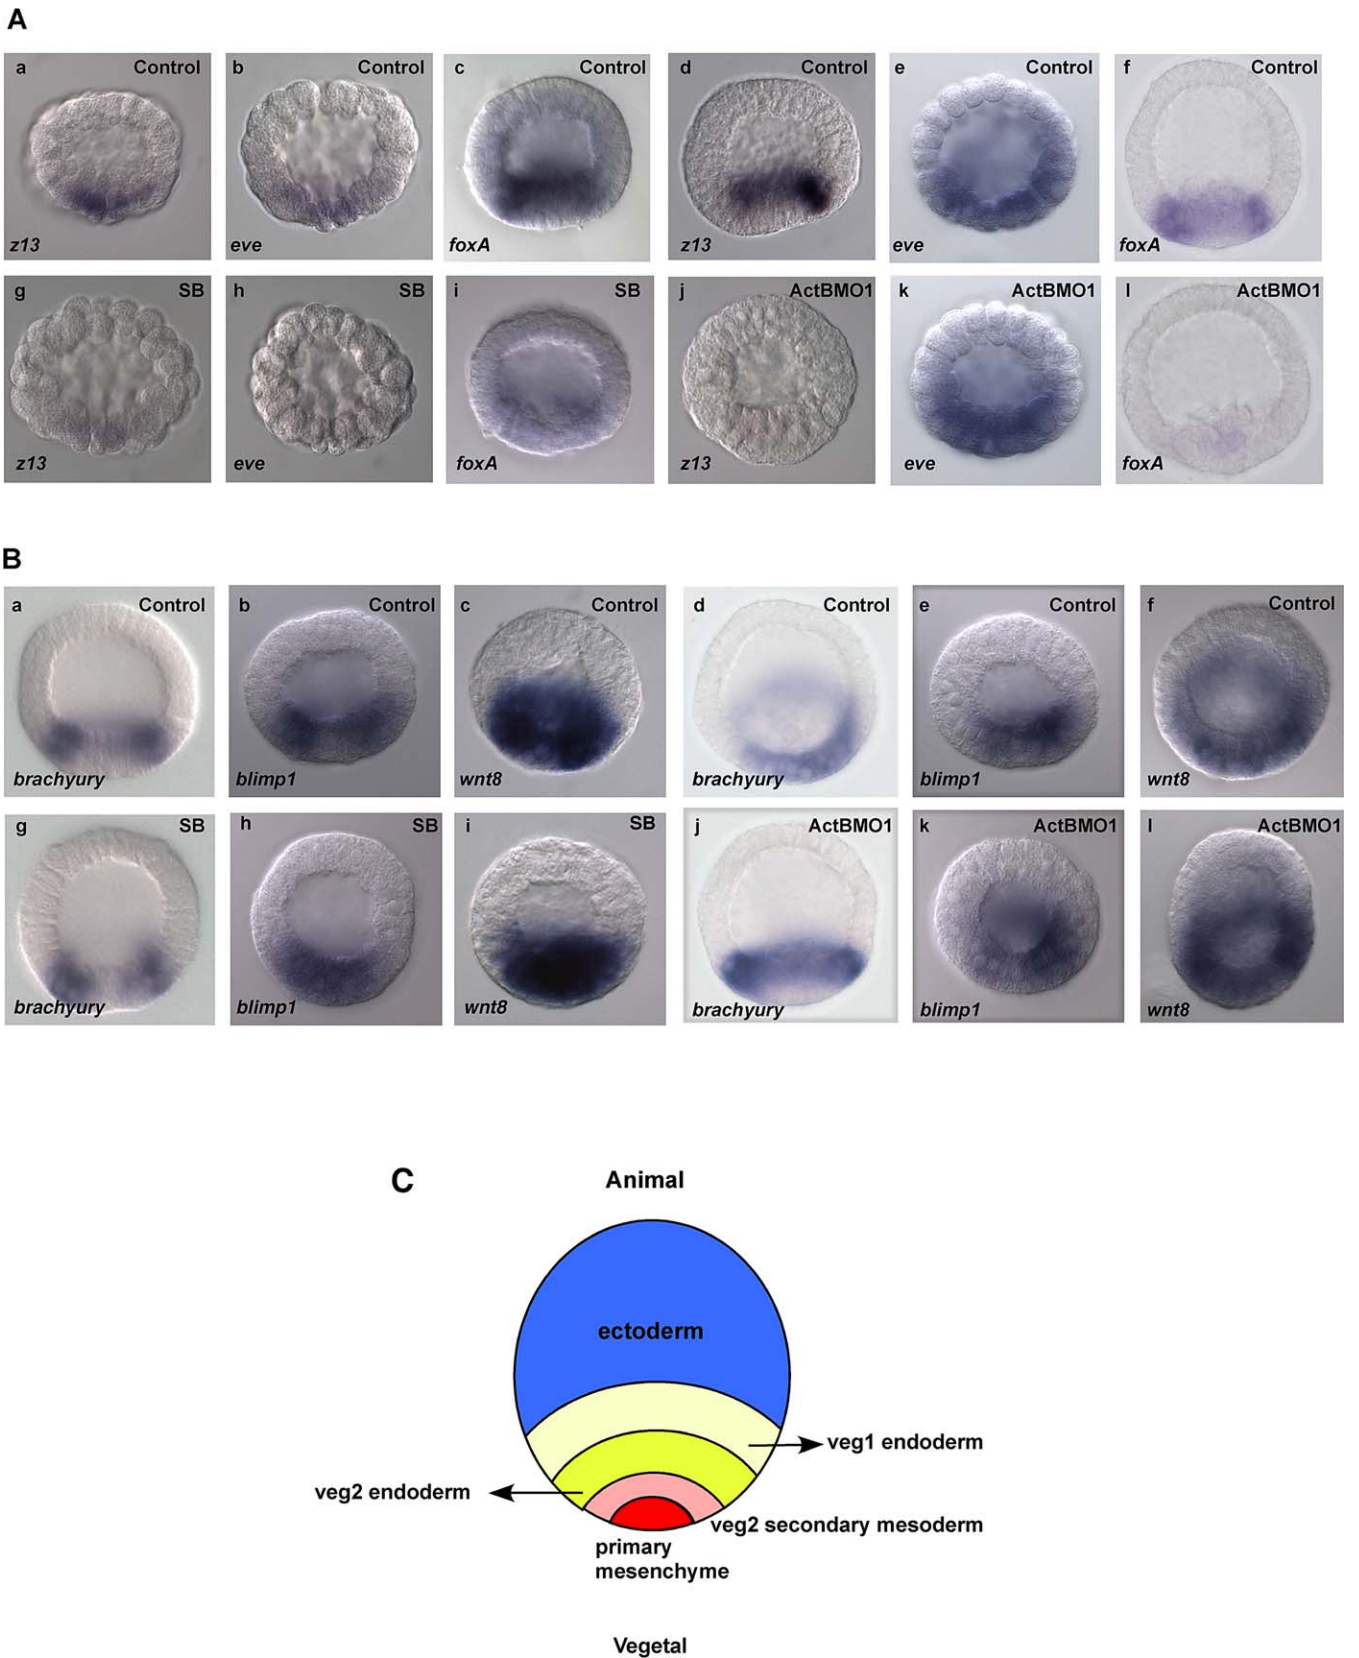 A
a Control
z13
b Control
eve
c Control
foxA
d Control
z13
e Control
eve
f Control
foxA
g SB
z13
h SB
eve
i SB
foxA
j ActBMO1
z13
k ActBMO1
eve
l ActBMO1
foxA
B
a Control
brachyury
b Control
blimp1
c Control
wnt8
d Control
brachyury
e Control
blimp1
f Control
wnt8
g SB
brachyury
h SB
blimp1
i SB
wnt8
j ActBMO1
brachyury
k ActBMO1
blimp1
l ActBMO1
wnt8
C
Animal
ectoderm
veg1 endoderm
veg2 endoderm
veg2 secondary mesoderm
primary
mesenchyme
Vegetal